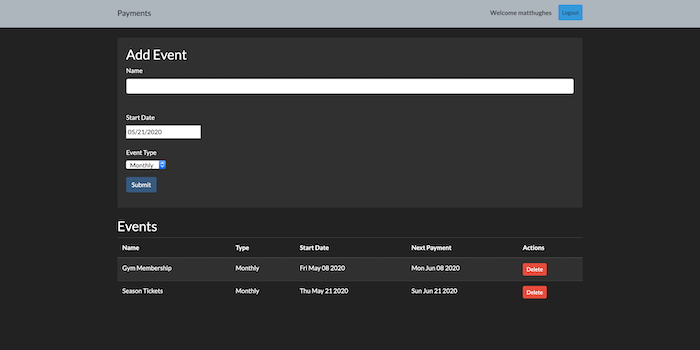 Payments Welcome matthughes Logout
Add Event
Name
Start Date
05/21/2020
Event Type
Monthly
Submit
Events
Name Type Start Date Next Payment Actions
Gym Membership Monthly Fri May 08 2020 Mon Jun 08 2020 Delete
Season Tickets Monthly Thu May 21 2020 Sun Jun 21 2020 Delete